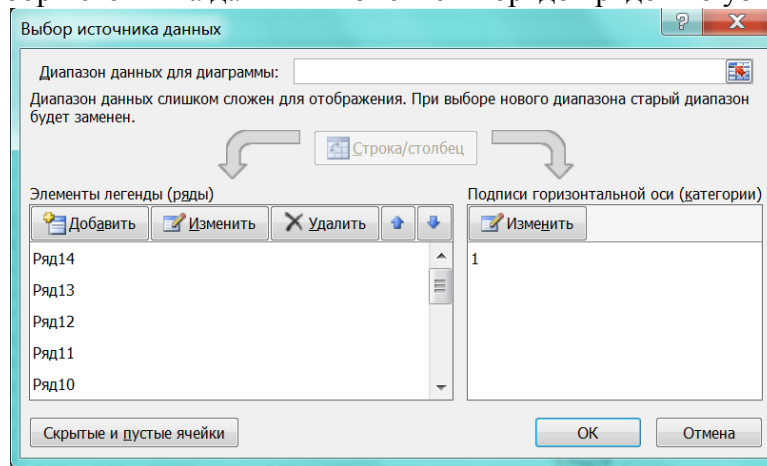 Выбор источника данных
Диапазон данных для диаграммы:
Диапазон данных слишком сложен для отображения. При выборе нового диапазона старый диапазон
будет заменен.
Строка/столбец
Элементы легенды (ряды)
Подписи горизонтальной оси (категории)
Добавить Изменить Удалить
Изменить
Ряд14
1
Ряд13
Ряд12
Ряд11
Ряд10
Скрытые и пустые ячейки
ОК Отмена